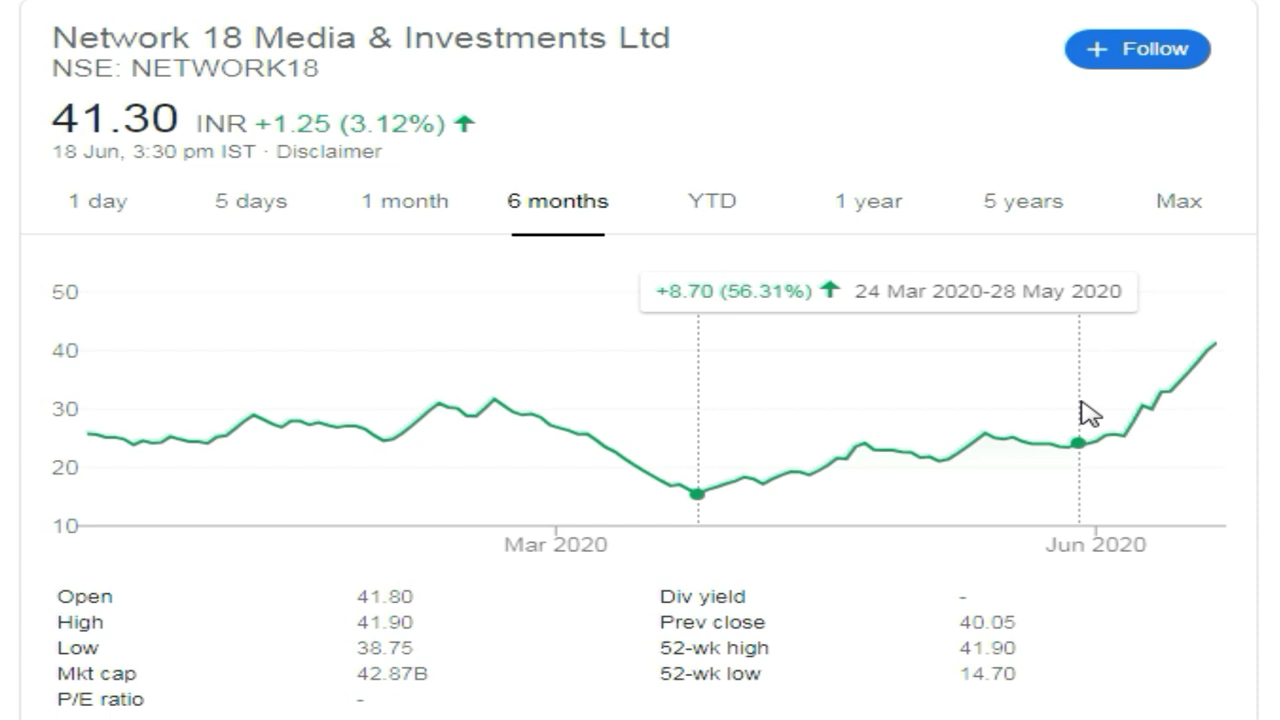 Network 18 Media & Investments Ltd
+ Follow
NSE: NETWORK18
41.30 INR +1.25 (3.12%) ↑
18 Jun, 3:30 pm IST · Disclaimer
1 day 5 days 1 month 6 months YTD 1 year 5 years Max
+8.70 (56.31%) ↑ 24 Mar 2020-28 May 2020
50
40
30
20
10
Mar 2020 Jun 2020
Open 41.80 Div yield -
High 41.90 Prev close 40.05
Low 38.75 52-wk high 41.90
Mkt cap 42.87B 52-wk low 14.70
P/E ratio -